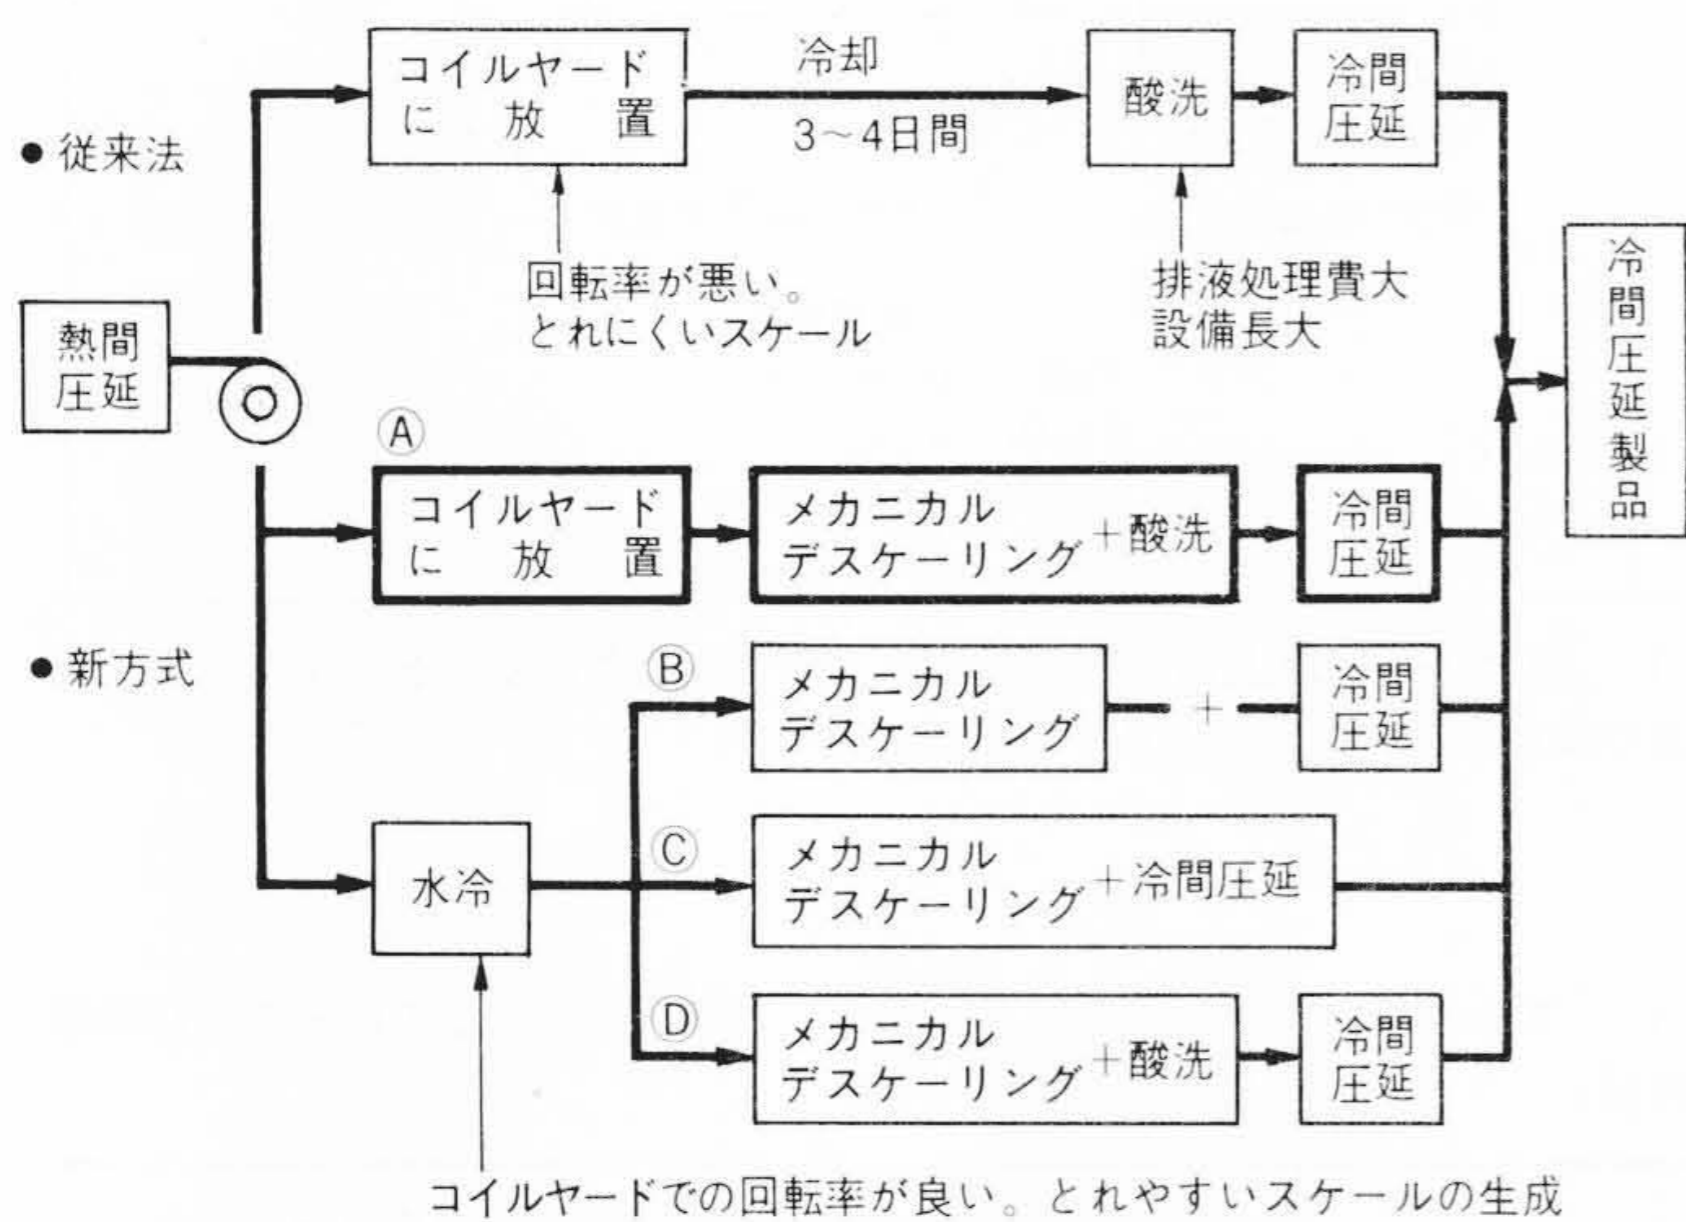 コイルヤード
に放置
冷却
3～4日間
酸洗
冷間
圧延
●従来法
回転率が悪い。
とれにくいスケール
排液処理費大
設備長大
熱間
圧延
冷間圧延製品
Ⓐ
コイルヤード
に放置
メカニカル
デスケーリング
+酸洗
冷間
圧延
●新方式
Ⓑ
メカニカル
デスケーリング
+
冷間
圧延
水冷
Ⓒ
メカニカル
デスケーリング
+冷間圧延
Ⓓ
メカニカル
デスケーリング
+酸洗
冷間
圧延
コイルヤードでの回転率が良い。とれやすいスケールの生成